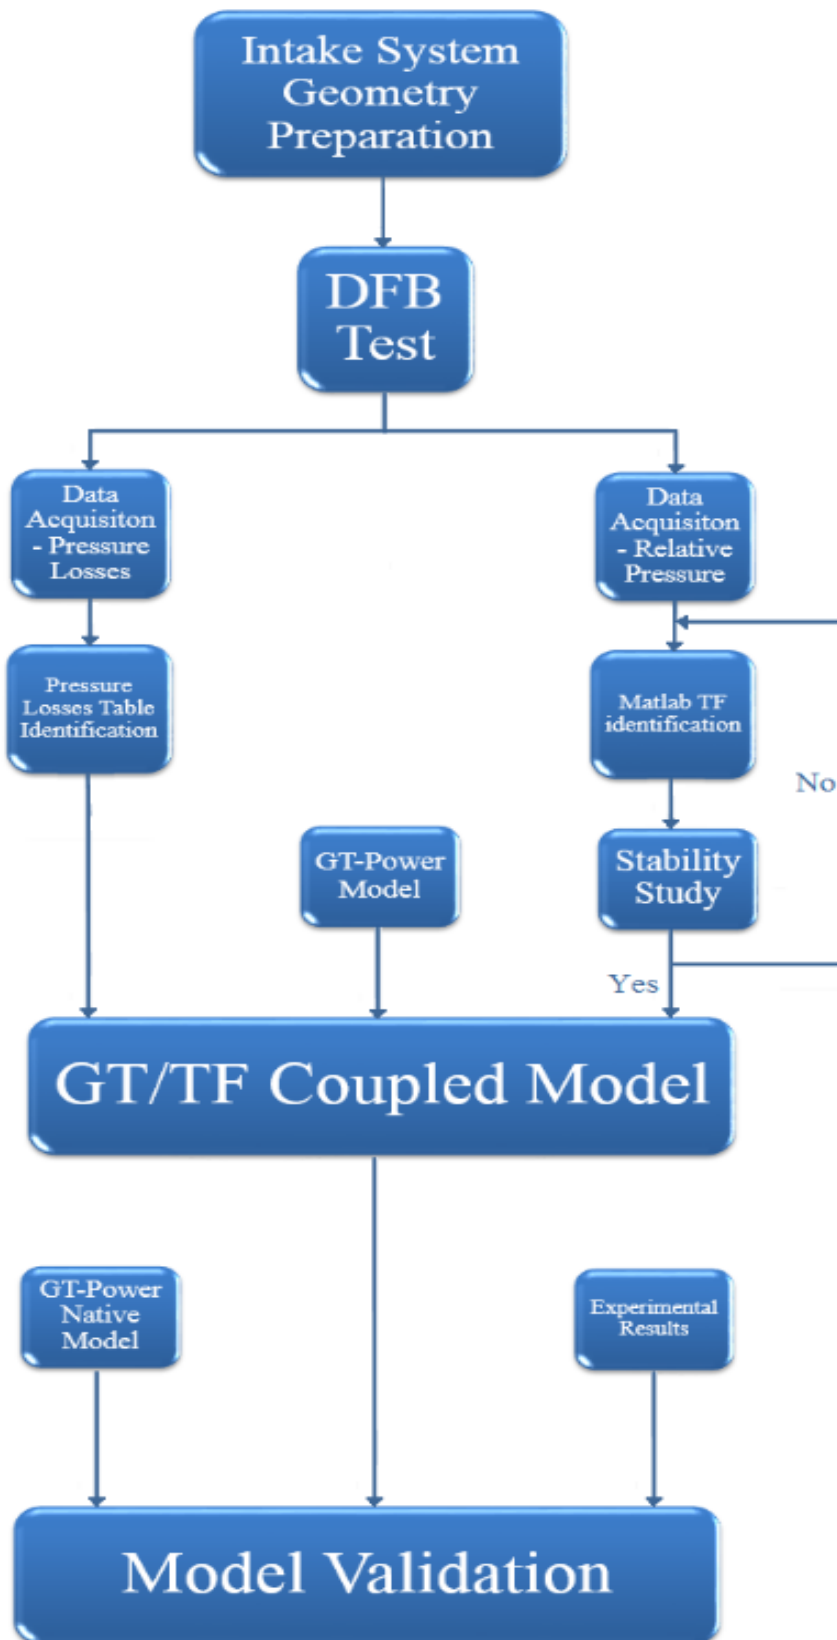 Intake System
Geometry
Preparation
DFB
Test
Data
Acquisiton
- Pressure
Losses
Data
Acquisiton
- Relative
Pressure
Pressure
Losses Table
Identification
Matlab TF
identification
No
GT-Power
Model
Stability
Study
Yes
GT/TF Coupled Model
GT-Power
Native
Model
Experimental
Results
Model Validation